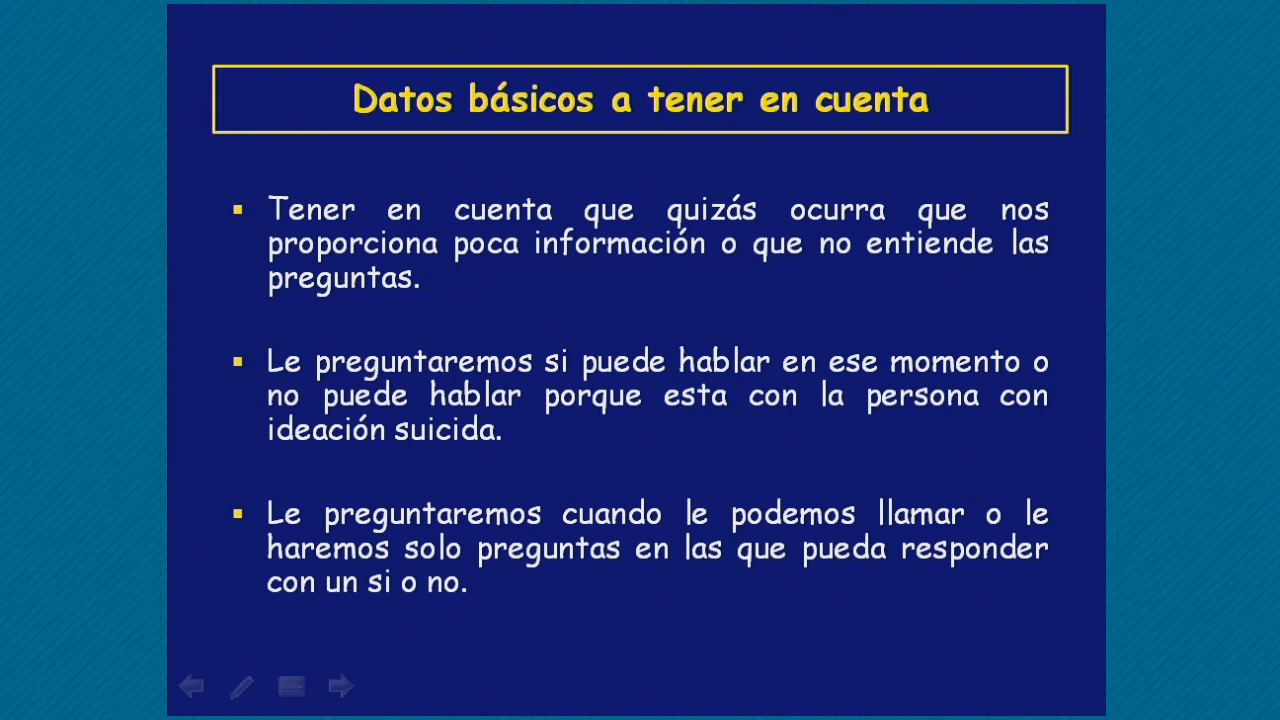 Datos básicos a tener en cuenta
Tener en cuenta que quizás ocurra que nos
proporciona poca información o que no entiende las
preguntas.
Le preguntaremos si puede hablar en ese momento o
no puede hablar porque esta con la persona con
ideación suicida.
Le preguntaremos cuando le podemos llamar o le
haremos solo preguntas en las que pueda responder
con un si o no.